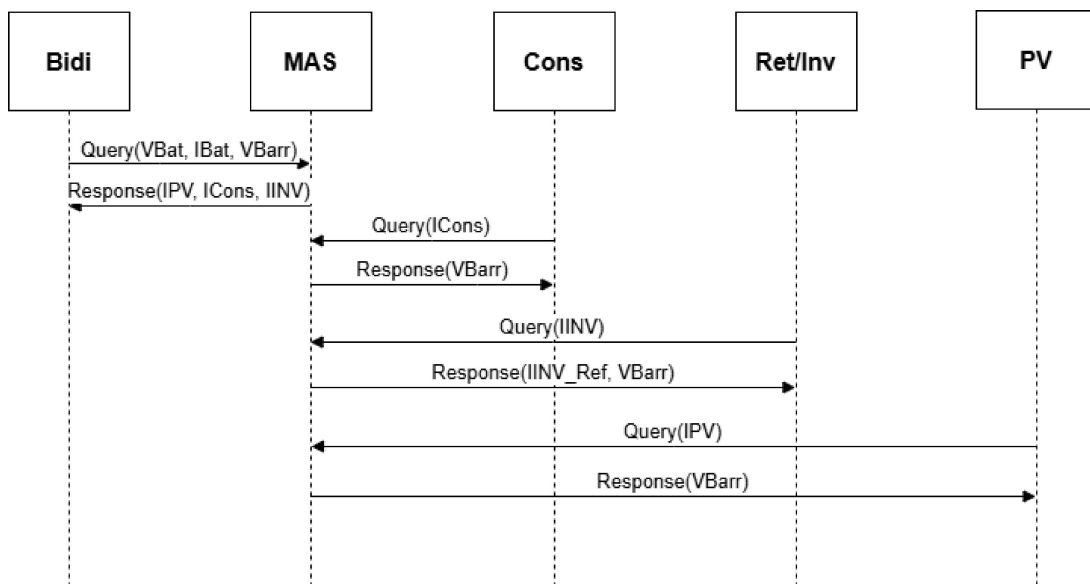 Bidi
MAS
Cons
Ret/Inv
PV
Query(VBat, IBat, VBarr)
Response(IPV, ICons, IINV)
Query(ICons)
Response(VBarr)
Query(IINV)
Response(IINV_Ref, VBarr)
Query(IPV)
Response(VBarr)